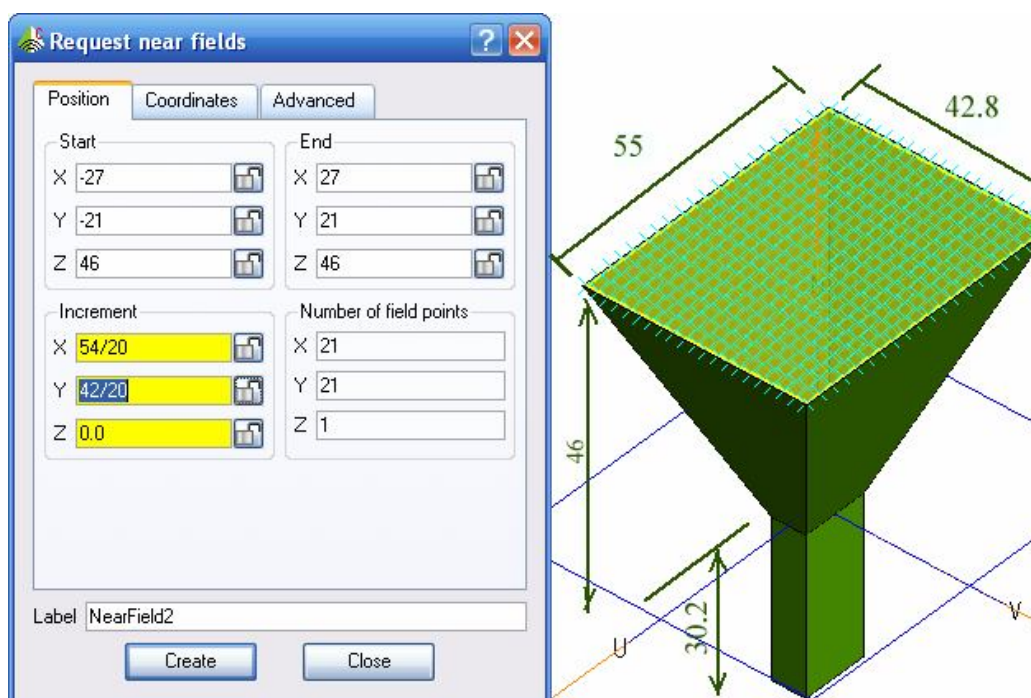 Request near fields
Position Coordinates Advanced
Start
X -27
Y -21
Z 46
End
X 27
Y 21
Z 46
Increment
X 54/20
Y 42/20
Z 0.0
Number of field points
X 21
Y 21
Z 1
Label NearField2
Create Close
55
42.8
46
30.2
U
V